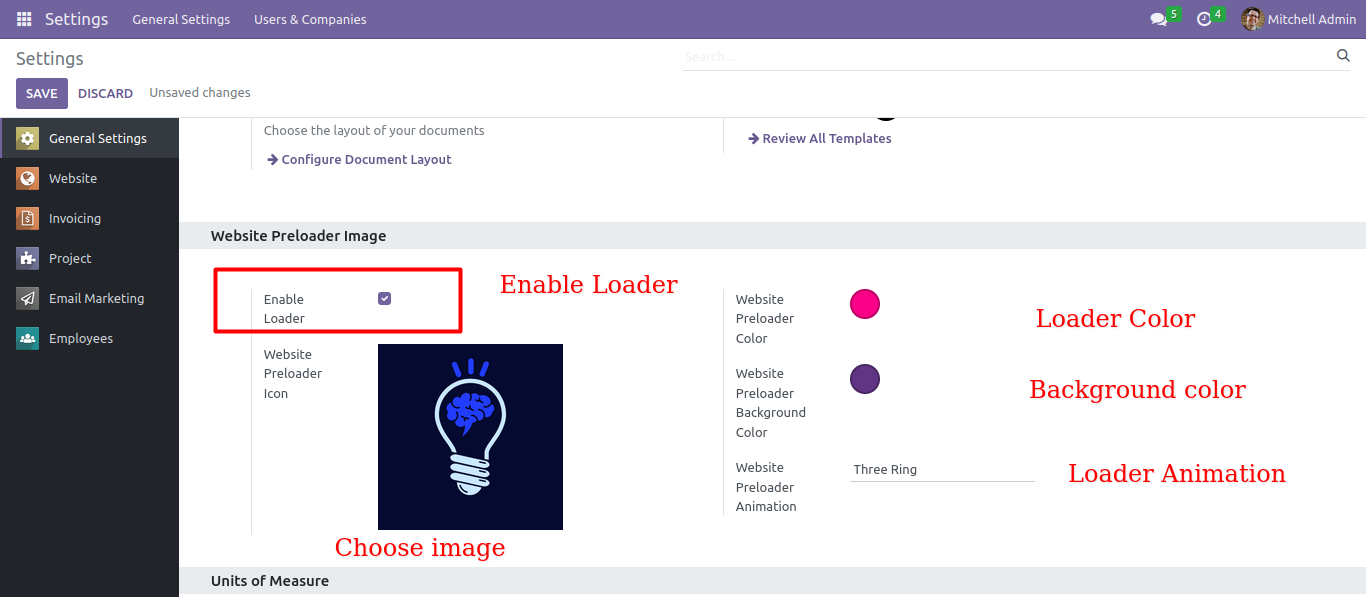 Settings General Settings Users & Companies 5 4 Mitchell Admin
Settings
Search...
SAVE DISCARD Unsaved changes
General Settings
Website
Invoicing
Project
Email Marketing
Employees
Choose the layout of your documents
Configure Document Layout
Review All Templates
Website Preloader Image
Enable
Loader
Enable Loader
Website
Preloader
Icon
Choose image
Website
Preloader
Color
Loader Color
Website
Preloader
Background
Color
Background color
Website
Preloader
Animation
Three Ring
Loader Animation
Units of Measure